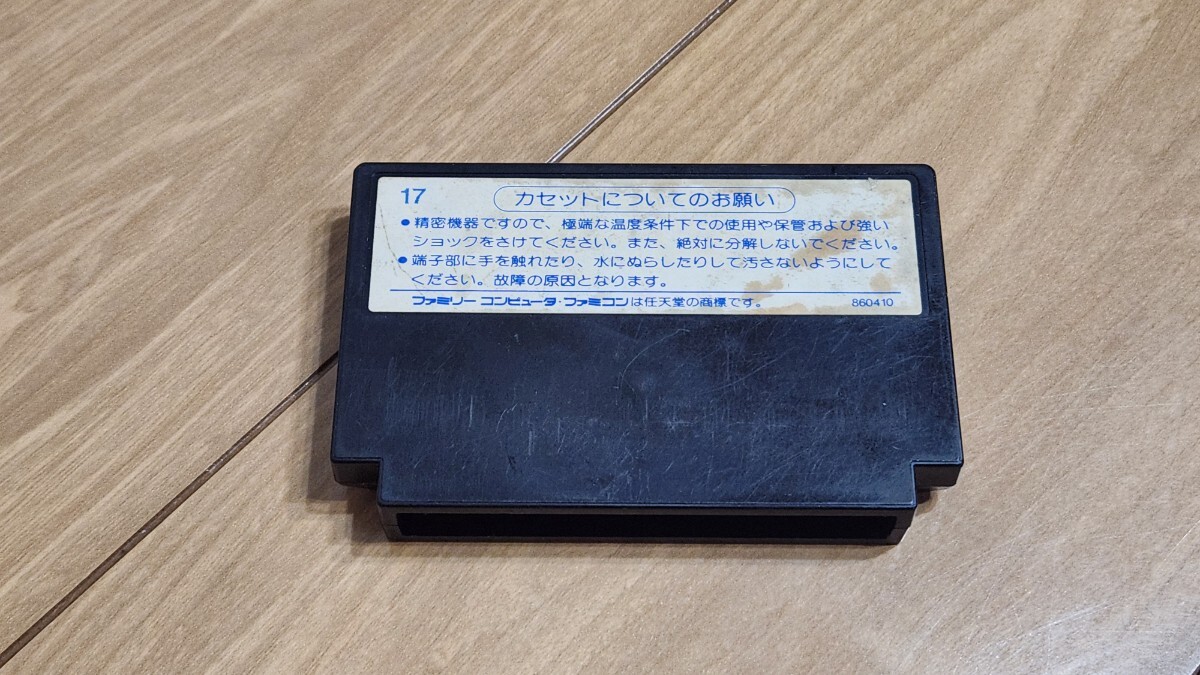 17
カセットについてのお願い
●精密機器ですので、極端な温度条件下での使用や保管および強い
ショックをさけてください。また、絶対に分解しないでください。
●端子部に手を触れたり、水にぬらしたりして汚さないようにして
ください。故障の原因となります。
ファミリー コンピュータ・ファミコンは任天堂の商標です。 860410